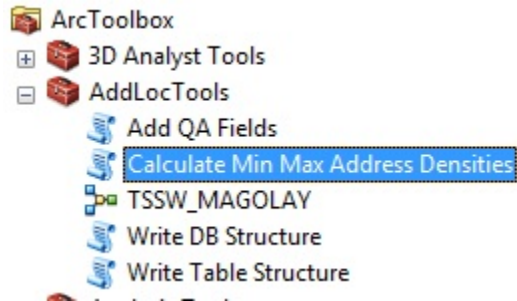 ArcToolbox
3D Analyst Tools
AddLocTools
Add QA Fields
Calculate Min Max Address Densities
TSSW_MAGOLAY
Write DB Structure
Write Table Structure